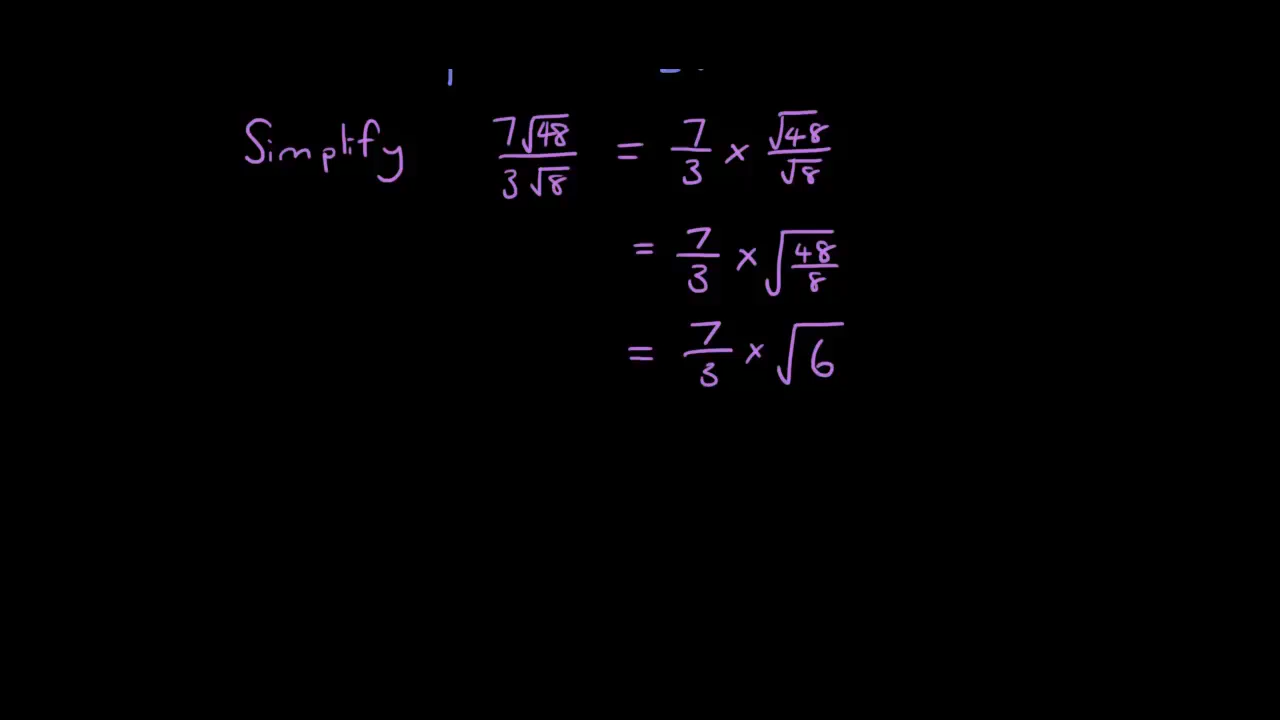 Simplify 7√48/3√8 = 7/3 × √48/√8
= 7/3 × √(48/8)
= 7/3 × √6